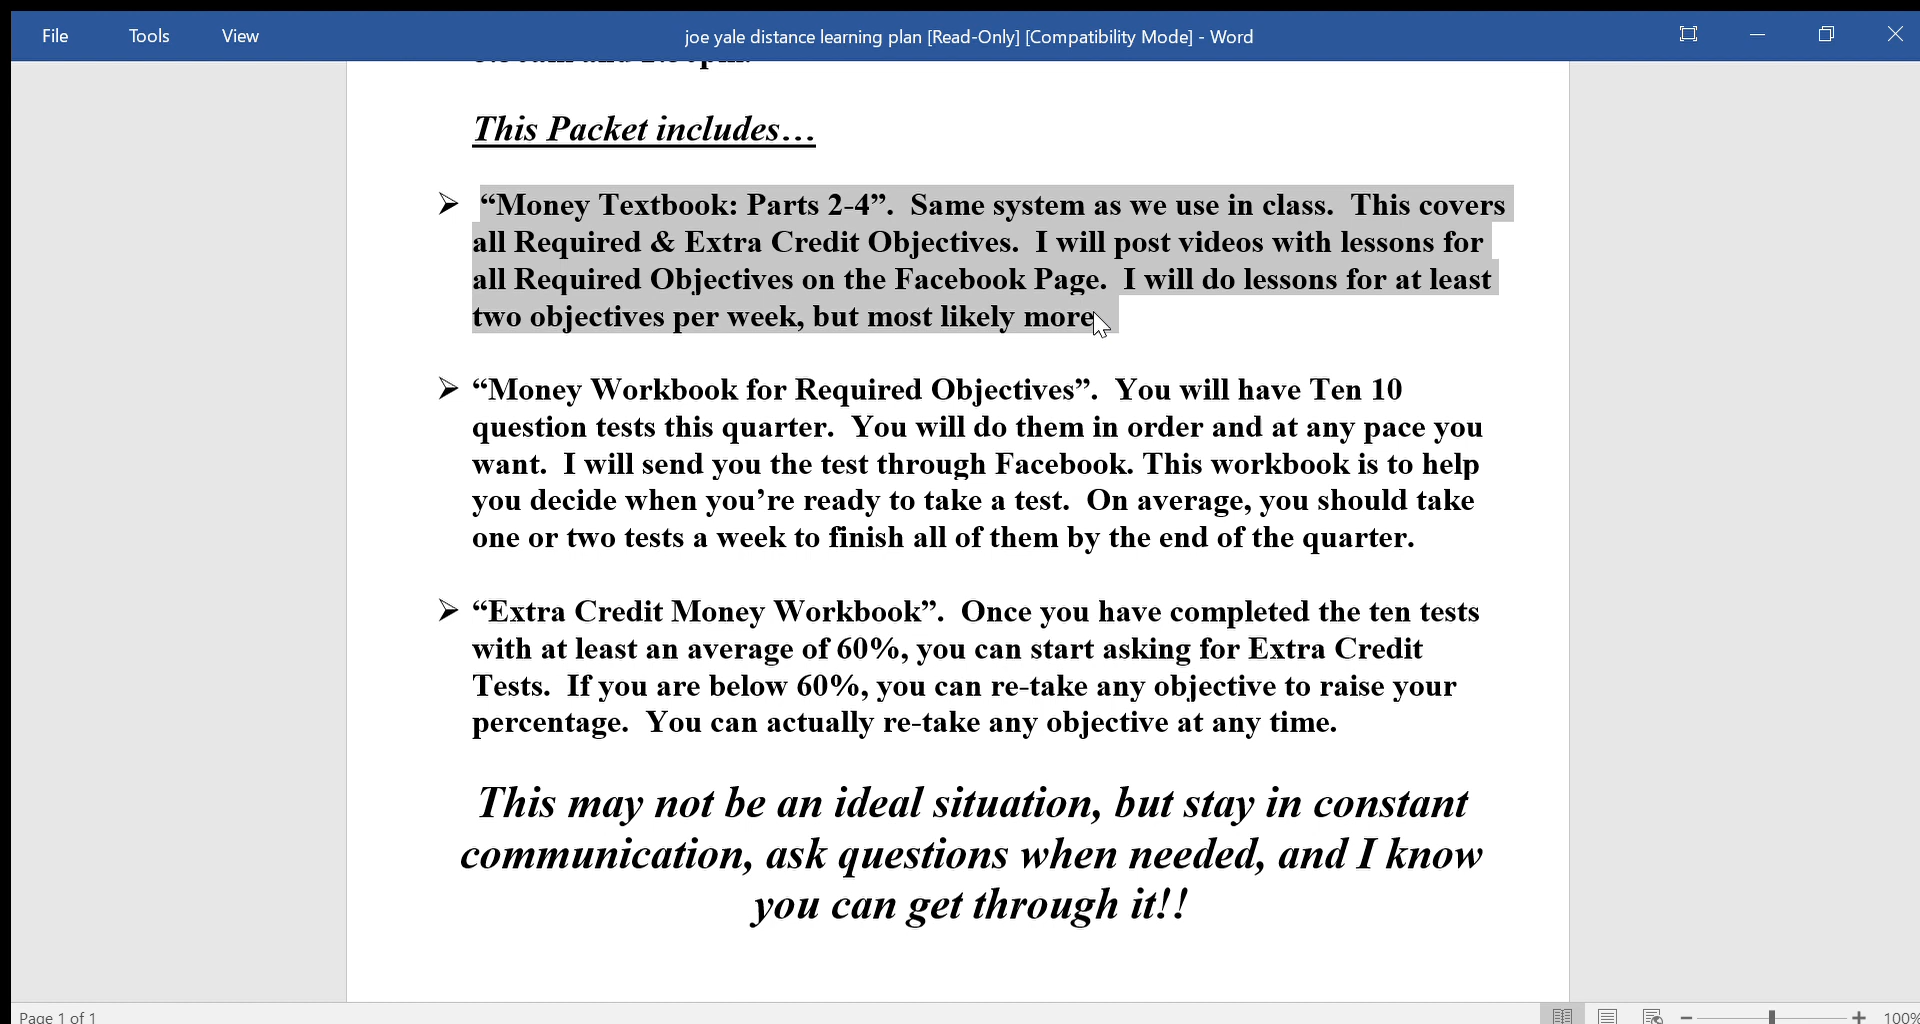 File Tools View joe yale distance learning plan [Read-Only] [Compatibility Mode] - Word
This Packet includes...
➢ “Money Textbook: Parts 2-4”. Same system as we use in class. This covers
all Required & Extra Credit Objectives. I will post videos with lessons for
all Required Objectives on the Facebook Page. I will do lessons for at least
two objectives per week, but most likely more
➢ “Money Workbook for Required Objectives”. You will have Ten 10
question tests this quarter. You will do them in order and at any pace you
want. I will send you the test through Facebook. This workbook is to help
you decide when you’re ready to take a test. On average, you should take
one or two tests a week to finish all of them by the end of the quarter.
➢ “Extra Credit Money Workbook”. Once you have completed the ten tests
with at least an average of 60%, you can start asking for Extra Credit
Tests. If you are below 60%, you can re-take any objective to raise your
percentage. You can actually re-take any objective at any time.
This may not be an ideal situation, but stay in constant
communication, ask questions when needed, and I know
you can get through it!!
Page 1 of 1 100%